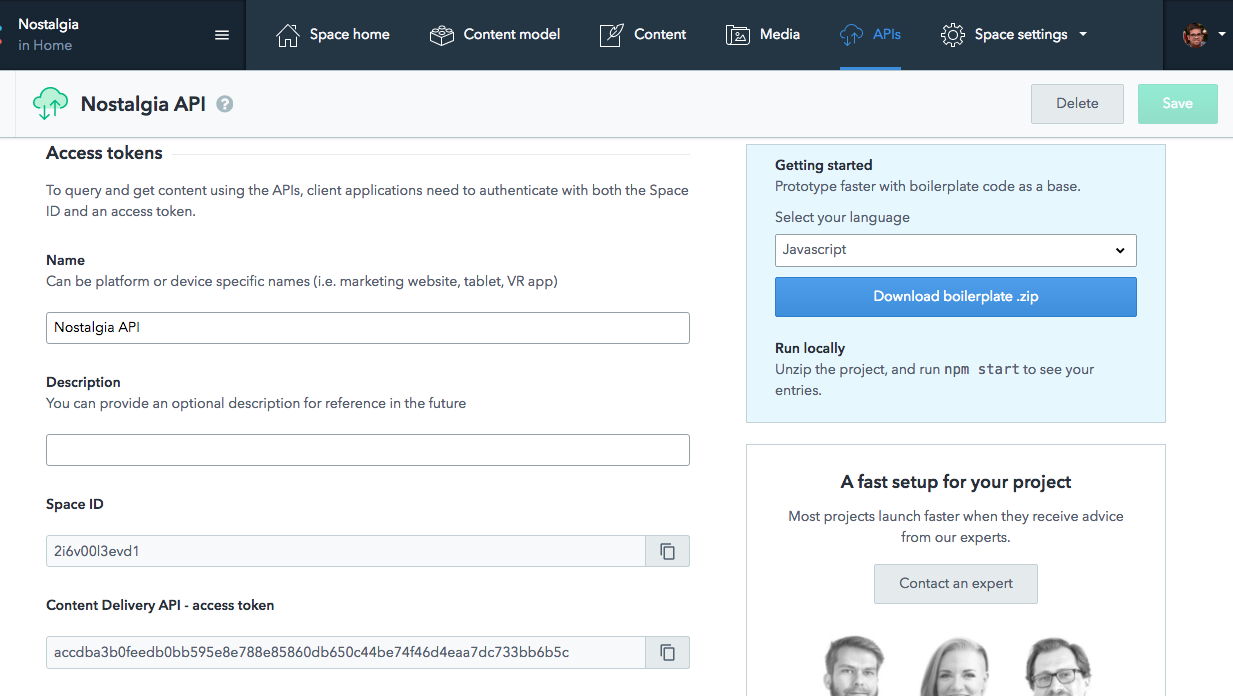 Nostalgia
in Home
Space home
Content model
Content
Media
APIs
Space settings
Nostalgia API
?
Delete
Save
Access tokens
To query and get content using the APIs, client applications need to authenticate with both the Space
ID and an access token.
Name
Can be platform or device specific names (i.e. marketing website, tablet, VR app)
Nostalgia API
Description
You can provide an optional description for reference in the future
Space ID
2i6v00l3evd1
Content Delivery API - access token
accdba3b0feedb0bb595e8e788e85860db650c44be74f46d4eaa7dc733bb6b5c
Getting started
Prototype faster with boilerplate code as a base.
Select your language
Javascript
Download boilerplate .zip
Run locally
Unzip the project, and run npm start to see your
entries.
A fast setup for your project
Most projects launch faster when they receive advice
from our experts.
Contact an expert